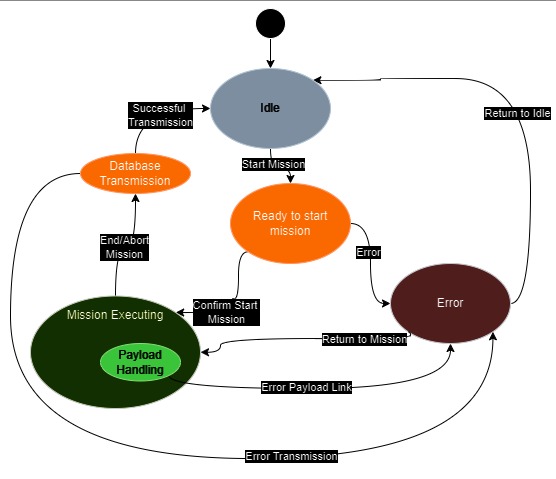 Idle
Return to Idle
Successful
Transmission
Start Mission
Database
Transmission
Ready to start
mission
End/Abort
Mission
Error
Confirm Start
Mission
Error
Mission Executing
Return to Mission
Payload
Handling
Error Payload Link
Error Transmission